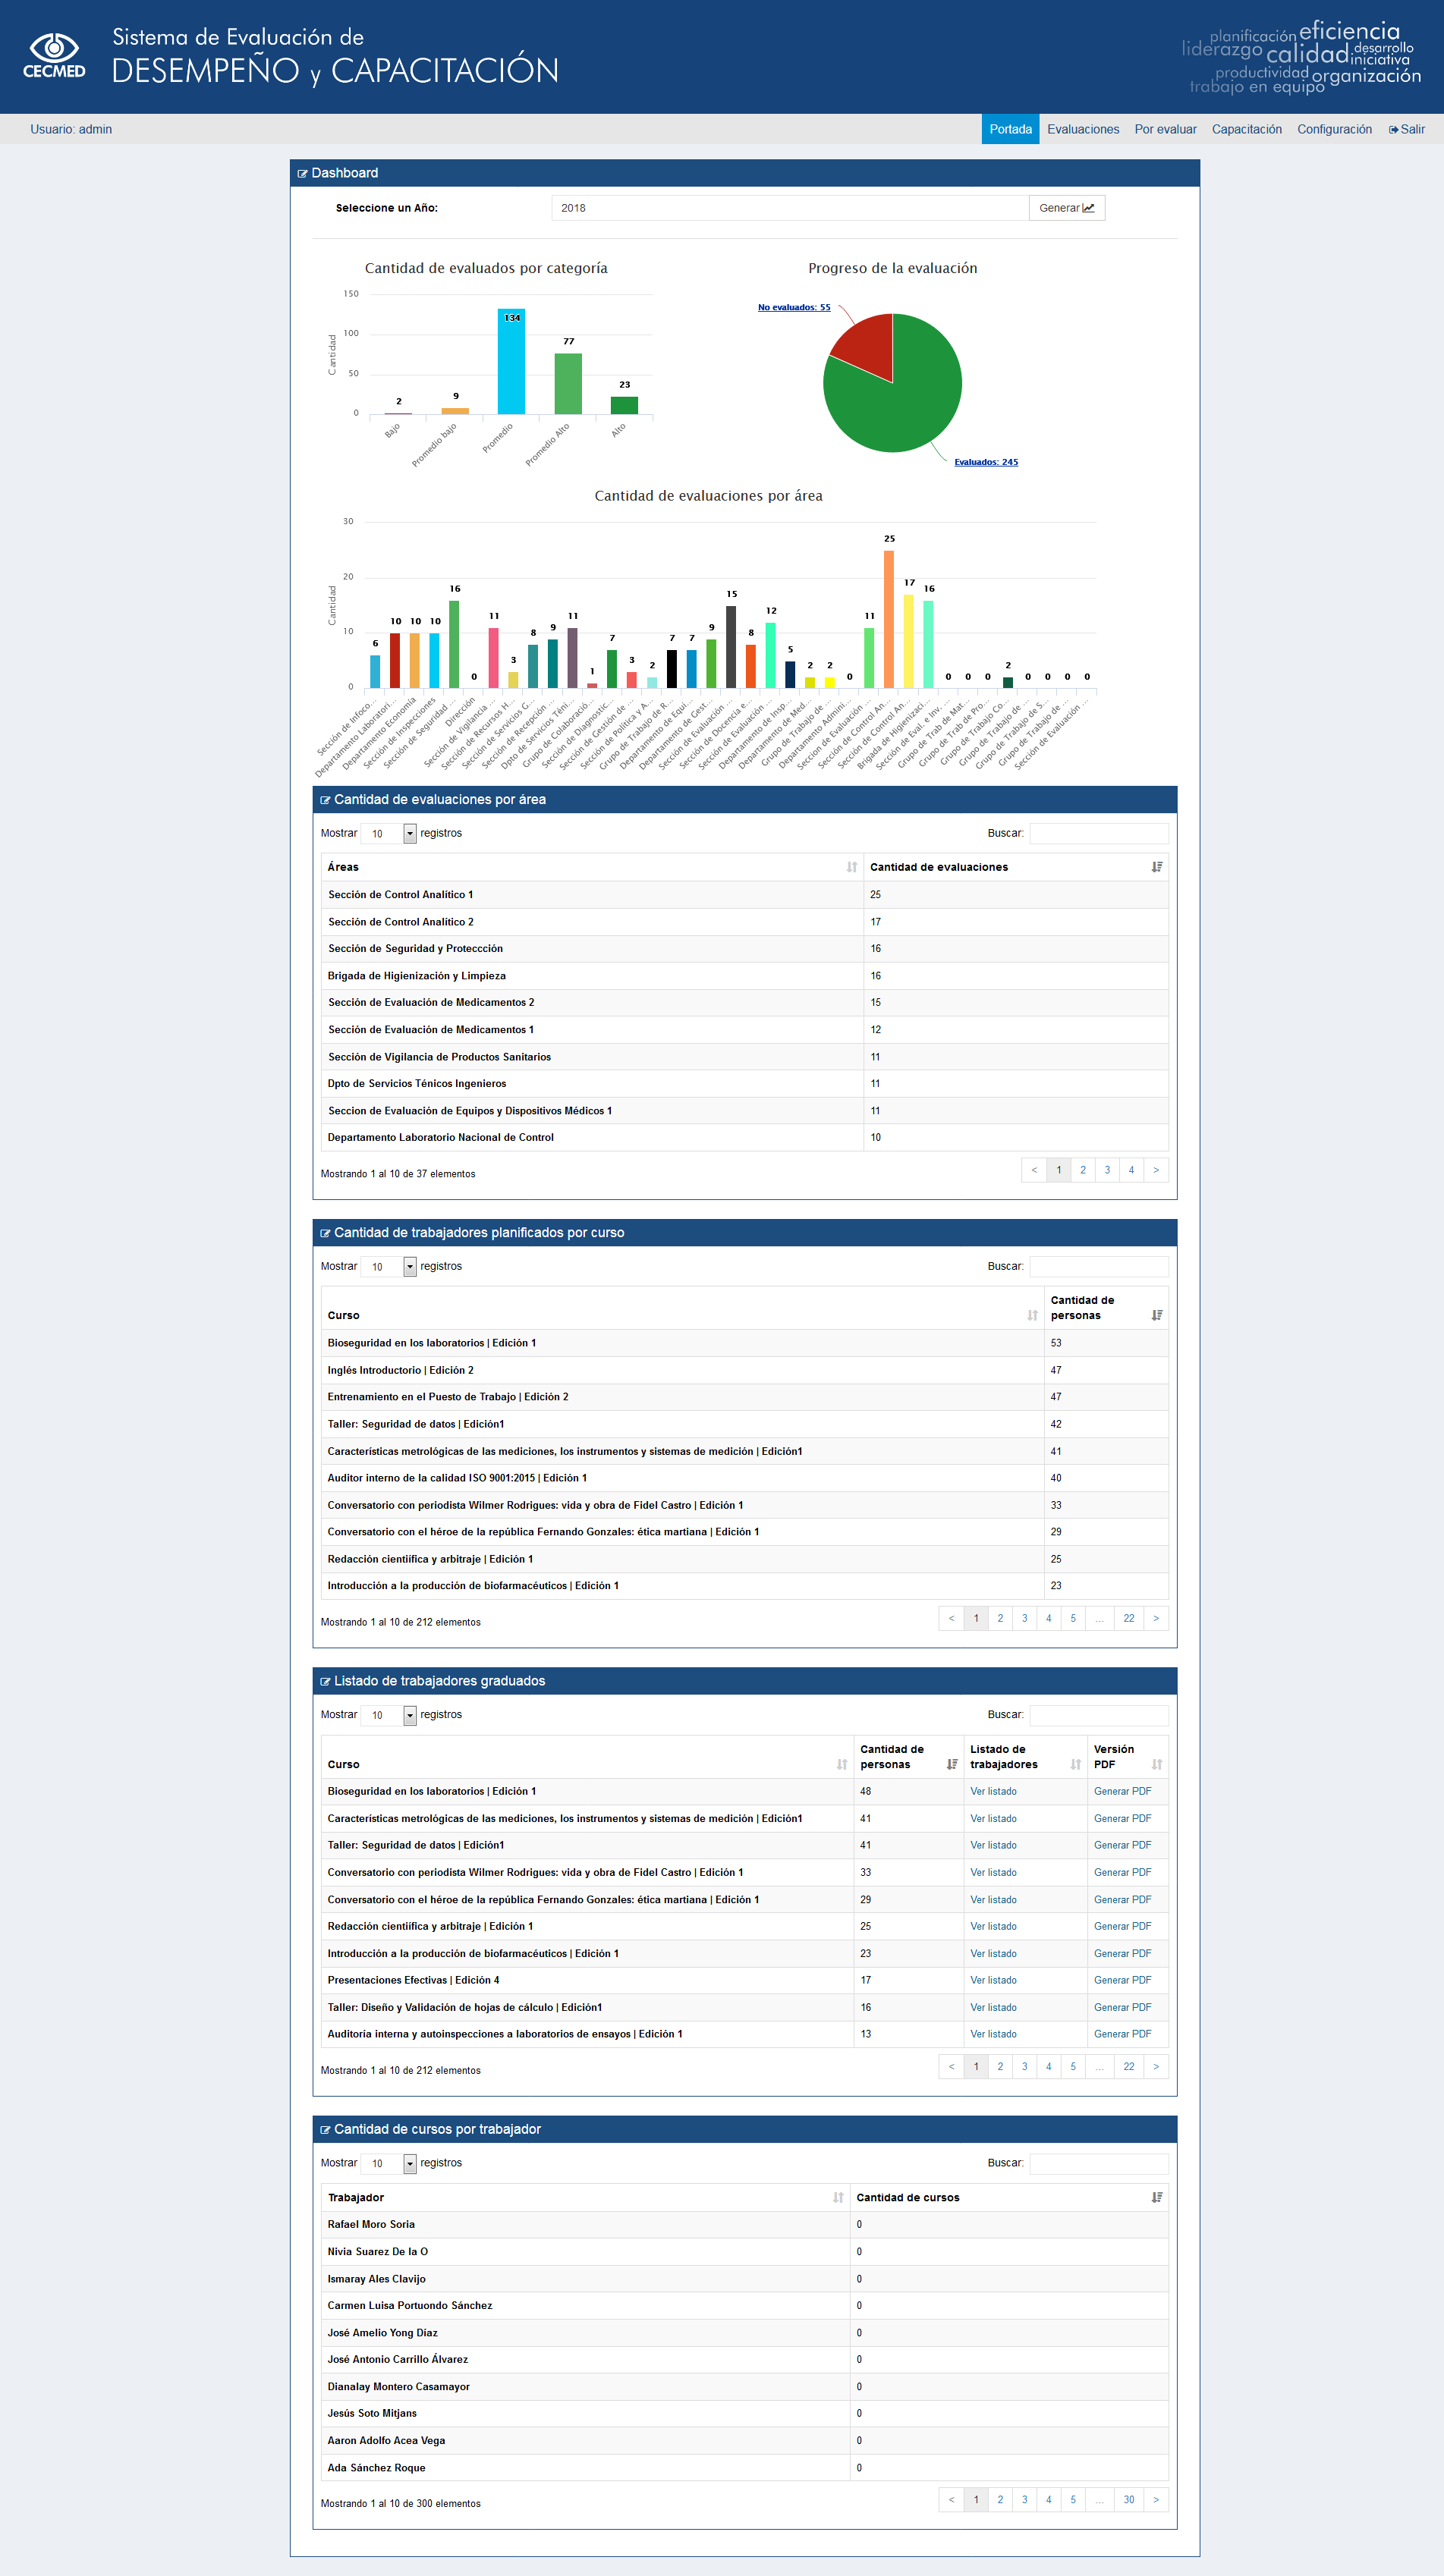 CECMED
Sistema de Evaluación de
DESEMPEÑO y CAPACITACIÓN
planificación eficiencia
liderazgo calidad desarrollo
iniciativa
productividad organización
trabajo en equipo
Usuario: admin
Portada Evaluaciones Por evaluar Capacitación Configuración Salir
Dashboard
Seleccione un Año: 2018 Generar
Cantidad de evaluados por categoría
Cantidad
150
100
50
0
2 9 134 77 23
Bajo Promedio bajo Promedio Promedio Alto Alto
Progreso de la evaluación
No evaluados: 55
Evaluados: 245
Cantidad de evaluaciones por área
Cantidad
30
20
10
0
6 10 10 10 16 0 11 3 8 9 11 1 7 3 2 7 7 9 15 8 12 5 2 2 0 11 25 17 16 0 0 0 2 0 0 0 0
Sección de Infoco...
Departamento Laboratori...
Departamento Economía
Sección de Inspecciones
Sección de Seguridad ...
Dirección
Sección de Vigilancia ...
Sección de Recursos H...
Sección de Servicios G...
Sección de Recepción ...
Dpto de Servicios Téni...
Grupo de Colaboració...
Sección de Diagnostic...
Sección de Gestión de ...
Sección de Política y A...
Grupo de Trabajo de R...
Departamento de Equi...
Departamento de Gest...
Sección de Evaluación ...
Sección de Docencia e...
Sección de Evaluación ...
Departamento de Insp...
Departamento de Med...
Grupo de Trabajo de ...
Departamento Admini...
Seccion de Evaluación ...
Sección de Control An...
Sección de Control An...
Brigada de Higienizaci...
Sección de Eval. e Inv. ...
Grupo de Trab de Mat...
Grupo de Trab de Pro...
Grupo de Trabajo Co...
Grupo de Trabajo de ...
Grupo de Trabajo de S...
Grupo de Trabajo de ...
Sección de Evaluación ...
Cantidad de evaluaciones por área
Mostrar 10 registros Buscar:
Áreas Cantidad de evaluaciones
Sección de Control Analítico 1 25
Sección de Control Analítico 2 17
Sección de Seguridad y Proteccción 16
Brigada de Higienización y Limpieza 16
Sección de Evaluación de Medicamentos 2 15
Sección de Evaluación de Medicamentos 1 12
Sección de Vigilancia de Productos Sanitarios 11
Dpto de Servicios Ténicos Ingenieros 11
Seccion de Evaluación de Equipos y Dispositivos Médicos 1 11
Departamento Laboratorio Nacional de Control 10
Mostrando 1 al 10 de 37 elementos < 1 2 3 4 >
Cantidad de trabajadores planificados por curso
Mostrar 10 registros Buscar:
Curso Cantidad de personas
Bioseguridad en los laboratorios | Edición 1 53
Inglés Introductorio | Edición 2 47
Entrenamiento en el Puesto de Trabajo | Edición 2 47
Taller: Seguridad de datos | Edición1 42
Características metrológicas de las mediciones, los instrumentos y sistemas de medición | Edición1 41
Auditor interno de la calidad ISO 9001:2015 | Edición 1 40
Conversatorio con periodista Wilmer Rodrigues: vida y obra de Fidel Castro | Edición 1 33
Conversatorio con el héroe de la república Fernando Gonzales: ética martiana | Edición 1 29
Redacción cientiífica y arbitraje | Edición 1 25
Introducción a la producción de biofarmacéuticos | Edición 1 23
Mostrando 1 al 10 de 212 elementos < 1 2 3 4 5 ... 22 >
Listado de trabajadores graduados
Mostrar 10 registros Buscar:
Curso Cantidad de personas Listado de trabajadores Versión PDF
Bioseguridad en los laboratorios | Edición 1 48 Ver listado Generar PDF
Características metrológicas de las mediciones, los instrumentos y sistemas de medición | Edición1 41 Ver listado Generar PDF
Taller: Seguridad de datos | Edición1 41 Ver listado Generar PDF
Conversatorio con periodista Wilmer Rodrigues: vida y obra de Fidel Castro | Edición 1 33 Ver listado Generar PDF
Conversatorio con el héroe de la república Fernando Gonzales: ética martiana | Edición 1 29 Ver listado Generar PDF
Redacción cientiífica y arbitraje | Edición 1 25 Ver listado Generar PDF
Introducción a la producción de biofarmacéuticos | Edición 1 23 Ver listado Generar PDF
Presentaciones Efectivas | Edición 4 17 Ver listado Generar PDF
Taller: Diseño y Validación de hojas de cálculo | Edición1 16 Ver listado Generar PDF
Auditoría interna y autoinspecciones a laboratorios de ensayos | Edición 1 13 Ver listado Generar PDF
Mostrando 1 al 10 de 212 elementos < 1 2 3 4 5 ... 22 >
Cantidad de cursos por trabajador
Mostrar 10 registros Buscar:
Trabajador Cantidad de cursos
Rafael Moro Soria 0
Nivia Suarez De la O 0
Ismaray Ales Clavijo 0
Carmen Luisa Portuondo Sánchez 0
José Amelio Yong Díaz 0
José Antonio Carrillo Álvarez 0
Dianalay Montero Casamayor 0
Jesús Soto Mitjans 0
Aaron Adolfo Acea Vega 0
Ada Sánchez Roque 0
Mostrando 1 al 10 de 300 elementos < 1 2 3 4 5 ... 30 >